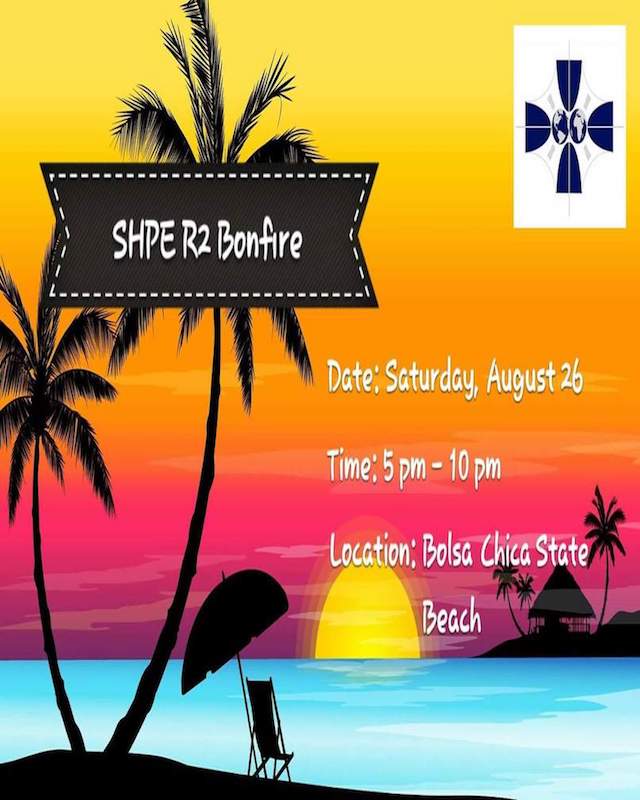 SHPE R2 Bonfire
Date: Saturday, August 26
Time: 5 pm - 10 pm
Location: Bolsa Chica State
Beach